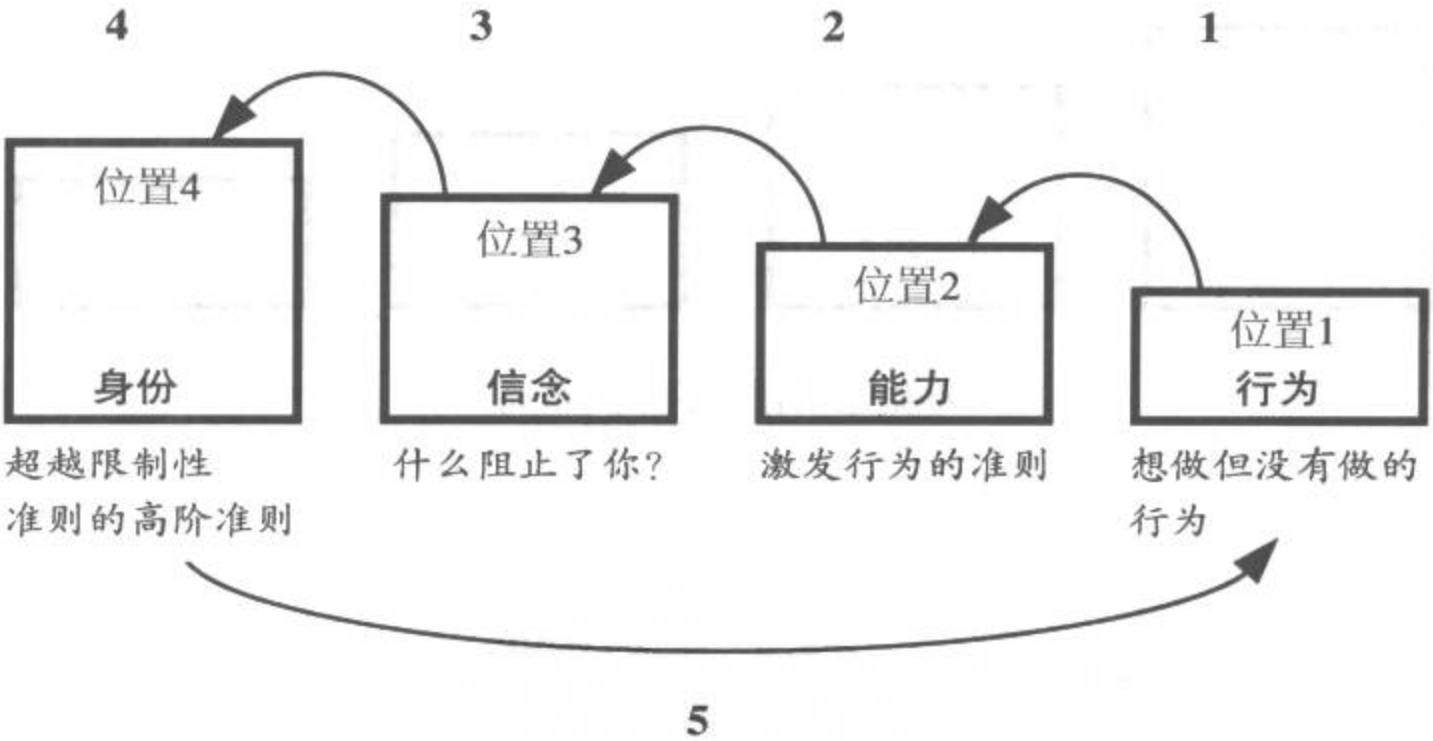 4
3
2
1
位置4
位置3
位置2
位置1
身份
信念
能力
行为
超越限制性
准则的高阶准则
什么阻止了你?
激发行为的准则
想做但没有做的
行为
5